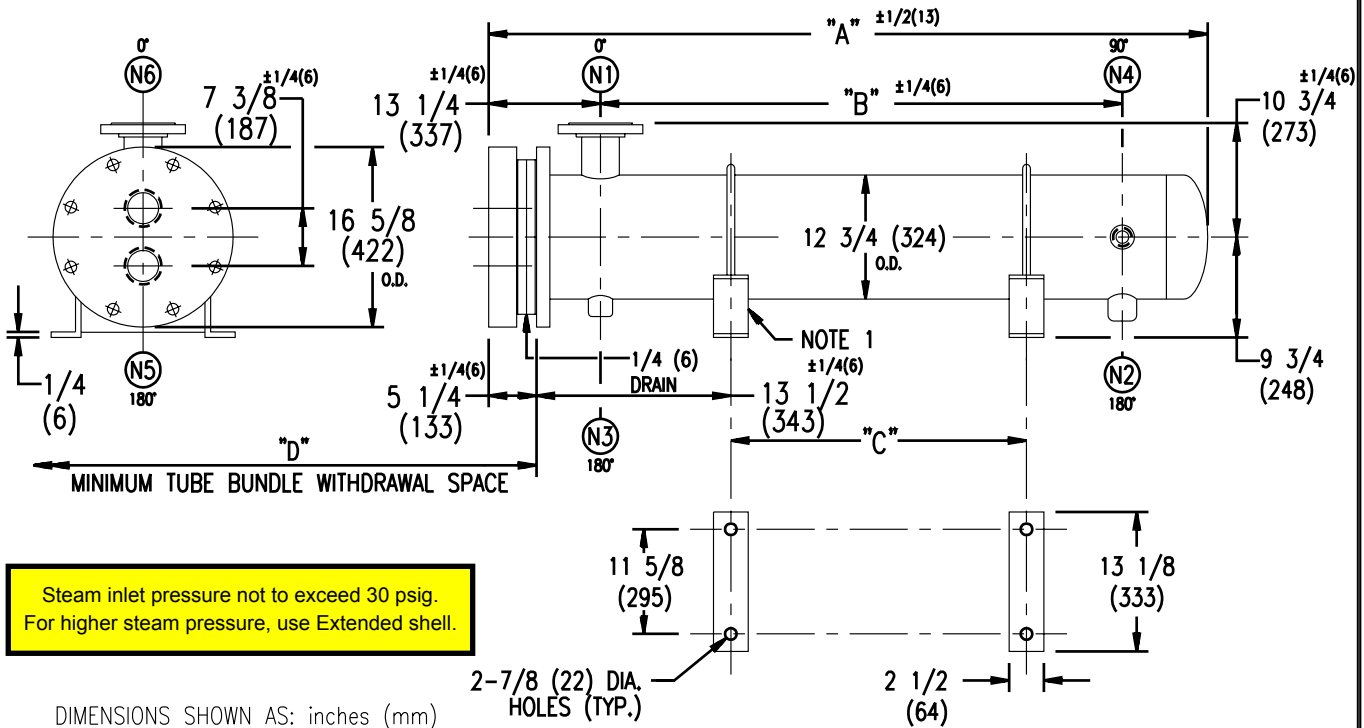 0°
N6
±1/4(6)
7 3/8
(187)
16 5/8
(422)
O.D.
1/4
(6)
N5
180°
"A" ±1/2(13)
±1/4(6)
13 1/4
(337)
0°
N1
"B" ±1/4(6)
90°
N4
±1/4(6)
10 3/4
(273)
12 3/4 (324)
O.D.
NOTE 1
1/4 (6)
DRAIN
±1/4(6)
5 1/4
(133)
±1/4(6)
13 1/2
(343)
N3
180°
"C"
N2
180°
9 3/4
(248)
"D"
MINIMUM TUBE BUNDLE WITHDRAWAL SPACE
Steam inlet pressure not to exceed 30 psig.
For higher steam pressure, use Extended shell.
11 5/8
(295)
13 1/8
(333)
2-7/8 (22) DIA.
HOLES (TYP.)
2 1/2
(64)
DIMENSIONS SHOWN AS: inches (mm)